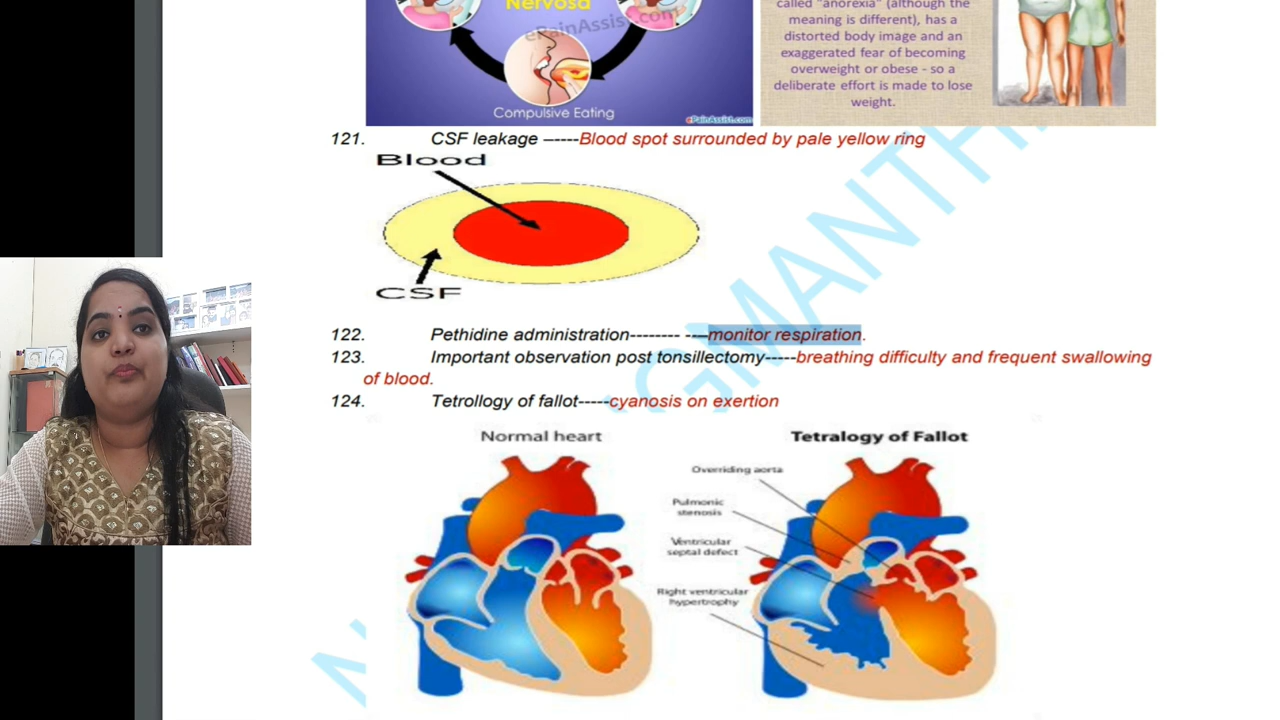 Nervosa
ePainAssist.com
Compulsive Eating
ePainAssist.com
called "anorexia" (although the
meaning is different), has a
distorted body image and an
exaggerated fear of becoming
overweight or obese - so a
deliberate effort is made to lose
weight.
121. CSF leakage –----Blood spot surrounded by pale yellow ring
Blood
CSF
122. Pethidine administration-------- -—monitor respiration.
123. Important observation post tonsillectomy-----breathing difficulty and frequent swallowing
of blood.
124. Tetrollogy of fallot-----cyanosis on exertion
Normal heart
Tetralogy of Fallot
Overriding aorta
Pulmonic
stenosis
Ventricular
septal defect
Right ventricular
hypertrophy